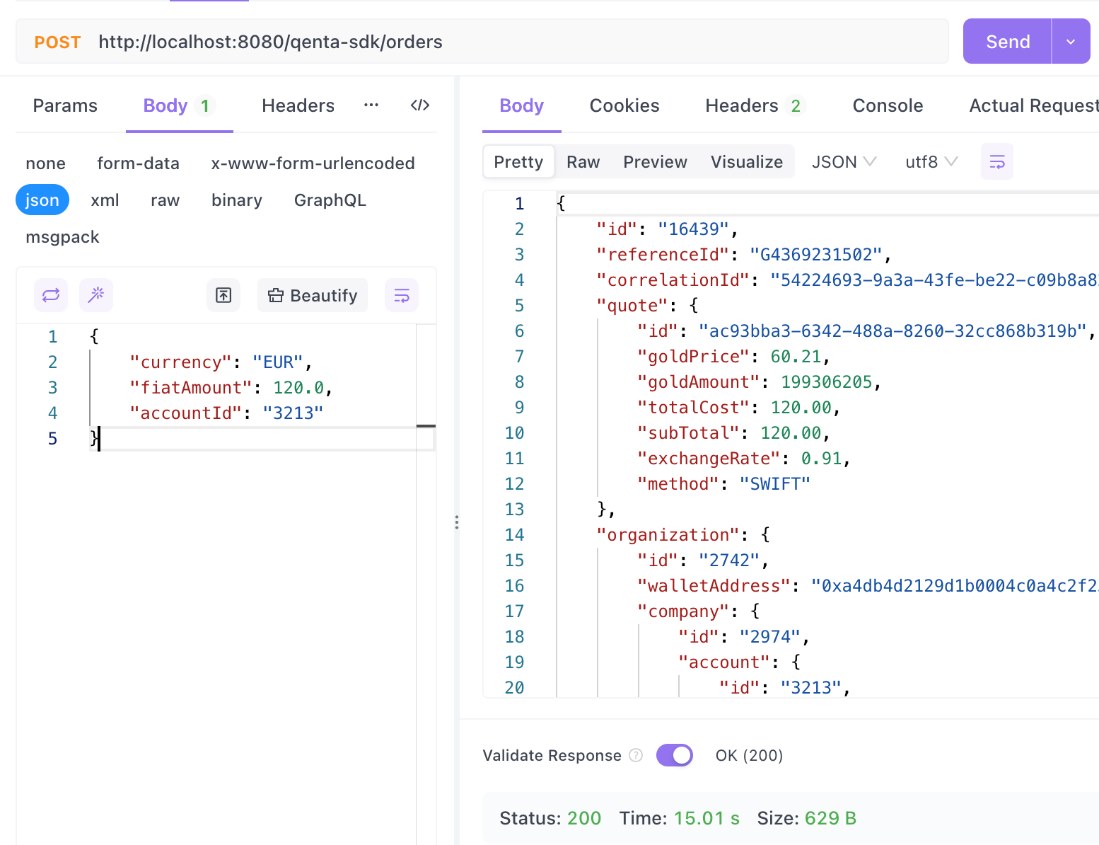 POST http://localhost:8080/qenta-sdk/orders Send
Params Body 1 Headers ··· </>
none form-data x-www-form-urlencoded
json xml raw binary GraphQL
msgpack
Beautify
1 {
2 "currency": "EUR",
3 "fiatAmount": 120.0,
4 "accountId": "3213"
5 }
Body Cookies Headers 2 Console Actual Request
Pretty Raw Preview Visualize JSON utf8
1 {
2 "id": "16439",
3 "referenceId": "G4369231502",
4 "correlationId": "54224693-9a3a-43fe-be22-c09b8a8
5 "quote": {
6 "id": "ac93bba3-6342-488a-8260-32cc868b319b",
7 "goldPrice": 60.21,
8 "goldAmount": 199306205,
9 "totalCost": 120.00,
10 "subTotal": 120.00,
11 "exchangeRate": 0.91,
12 "method": "SWIFT"
13 },
14 "organization": {
15 "id": "2742",
16 "walletAddress": "0xa4db4d2129d1b0004c0a4c2f2
17 "company": {
18 "id": "2974",
19 "account": {
20 "id": "3213",
Validate Response ? OK (200)
Status: 200 Time: 15.01 s Size: 629 B